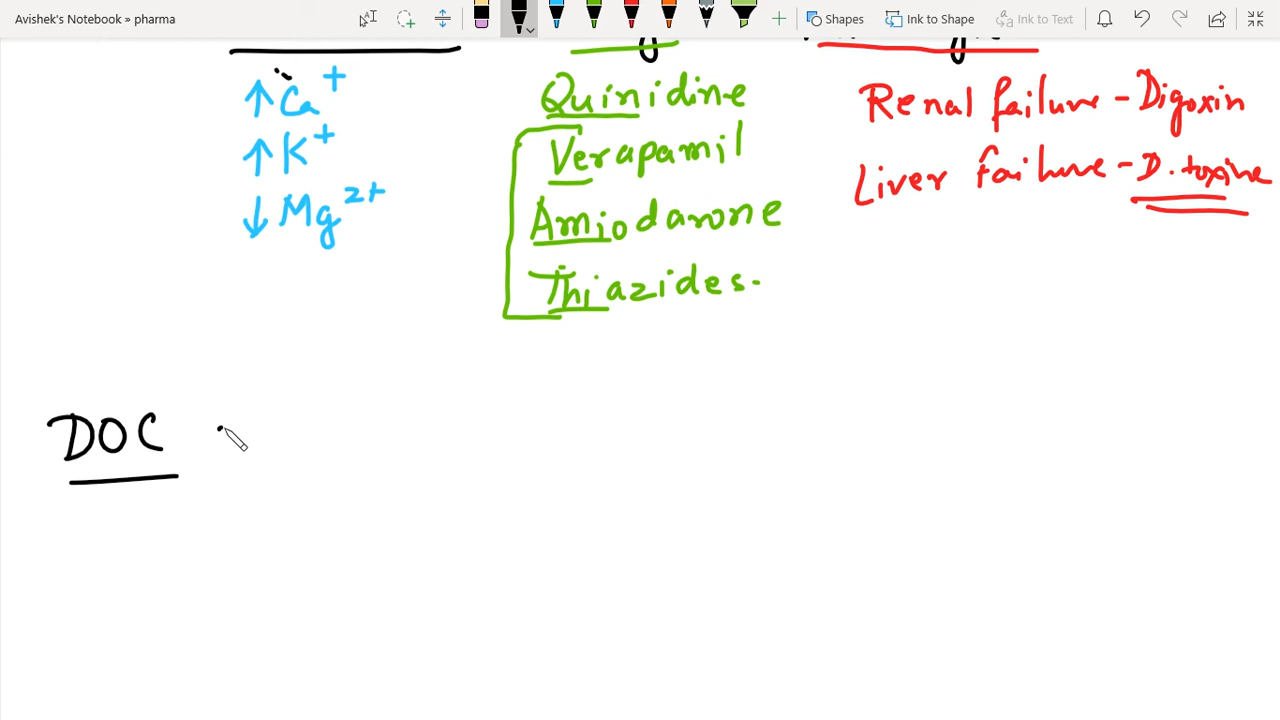 Avishek's Notebook » pharma
Shapes
Ink to Shape
Ink to Text
↑ Ca+
↑ K+
↓ Mg2+
Quinidine
Verapamil
Amiodarone
Thiazides.
Renal failure - Digoxin
Liver failure - D. toxine
DOC